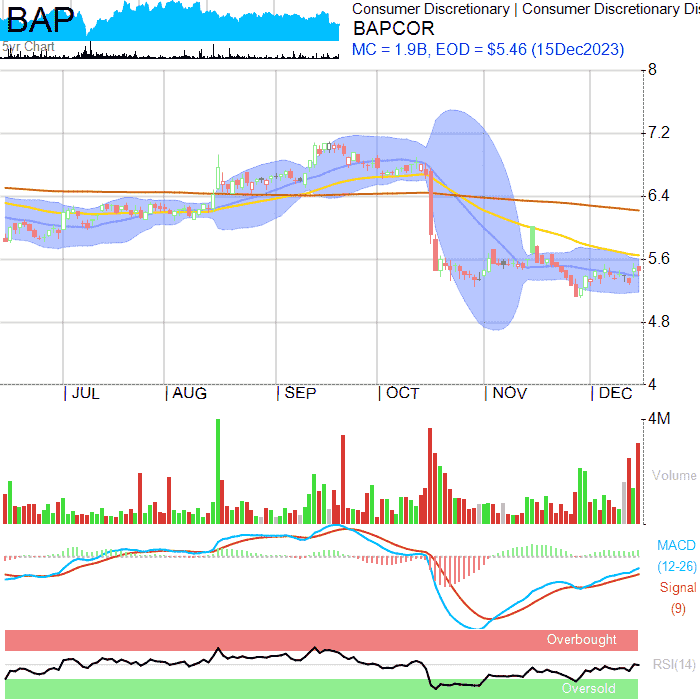 BAP
5yr Chart
Consumer Discretionary | Consumer Discretionary Dis
BAPCOR
MC = 1.9B, EOD = $5.46 (15Dec2023)
8
7.2
6.4
5.6
4.8
4
JUL AUG SEP OCT NOV DEC
4M
Volume
MACD
(12-26)
Signal
(9)
Overbought
RSI(14)
Oversold